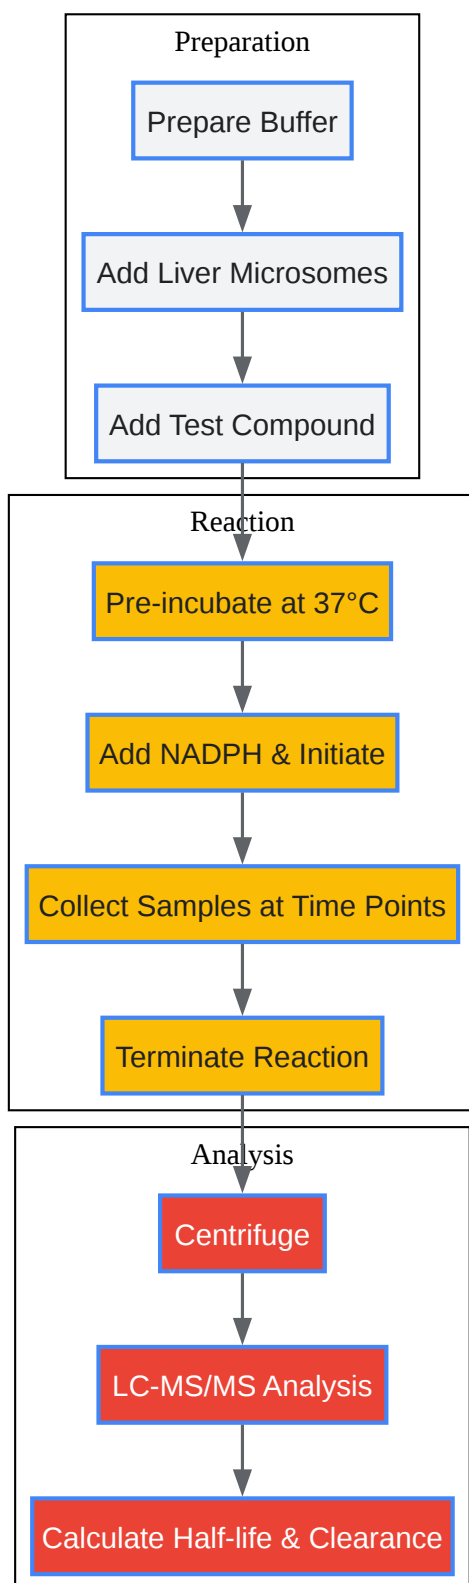 Preparation
Prepare Buffer
Add Liver Microsomes
Add Test Compound
Reaction
Pre-incubate at 37°C
Add NADPH & Initiate
Collect Samples at Time Points
Terminate Reaction
Analysis
Centrifuge
LC-MS/MS Analysis
Calculate Half-life & Clearance